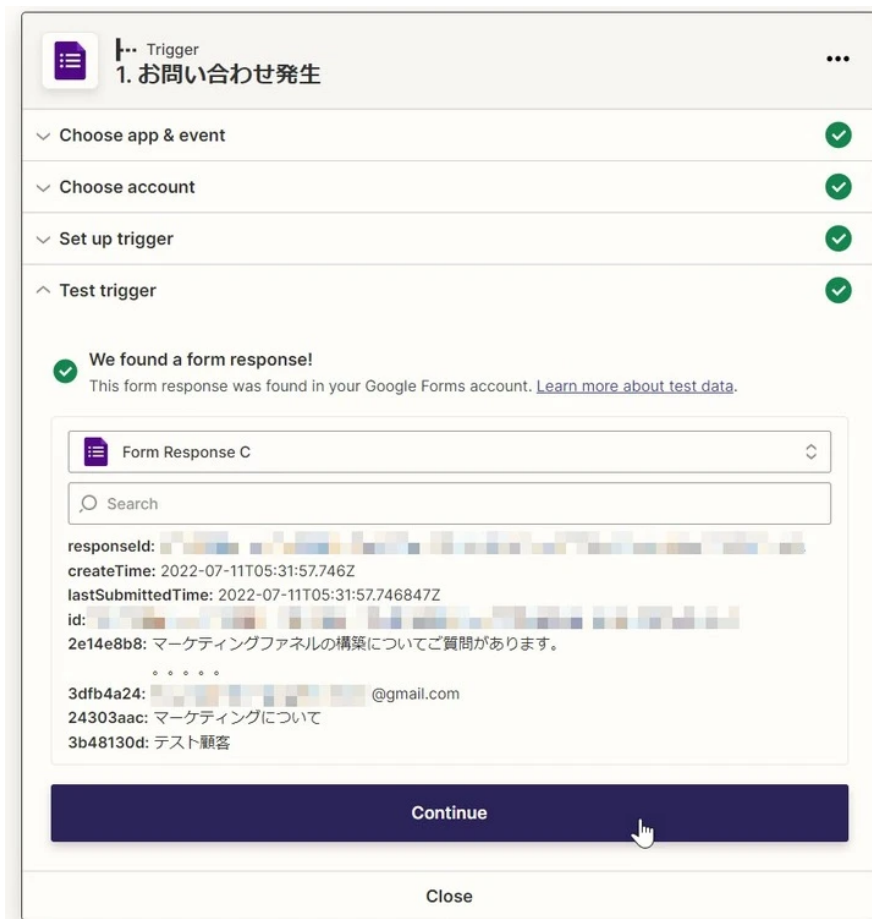 Trigger
1. お問い合わせ発生
Choose app & event
Choose account
Set up trigger
Test trigger
We found a form response!
This form response was found in your Google Forms account. Learn more about test data.
Form Response C
Search
responseId:
createTime: 2022-07-11T05:31:57.746Z
lastSubmittedTime: 2022-07-11T05:31:57.746847Z
id:
2e14e8b8: マーケティングファネルの構築についてご質問があります。
。。。。。
3dfb4a24: @gmail.com
24303aac: マーケティングについて
3b48130d: テスト顧客
Continue
Close